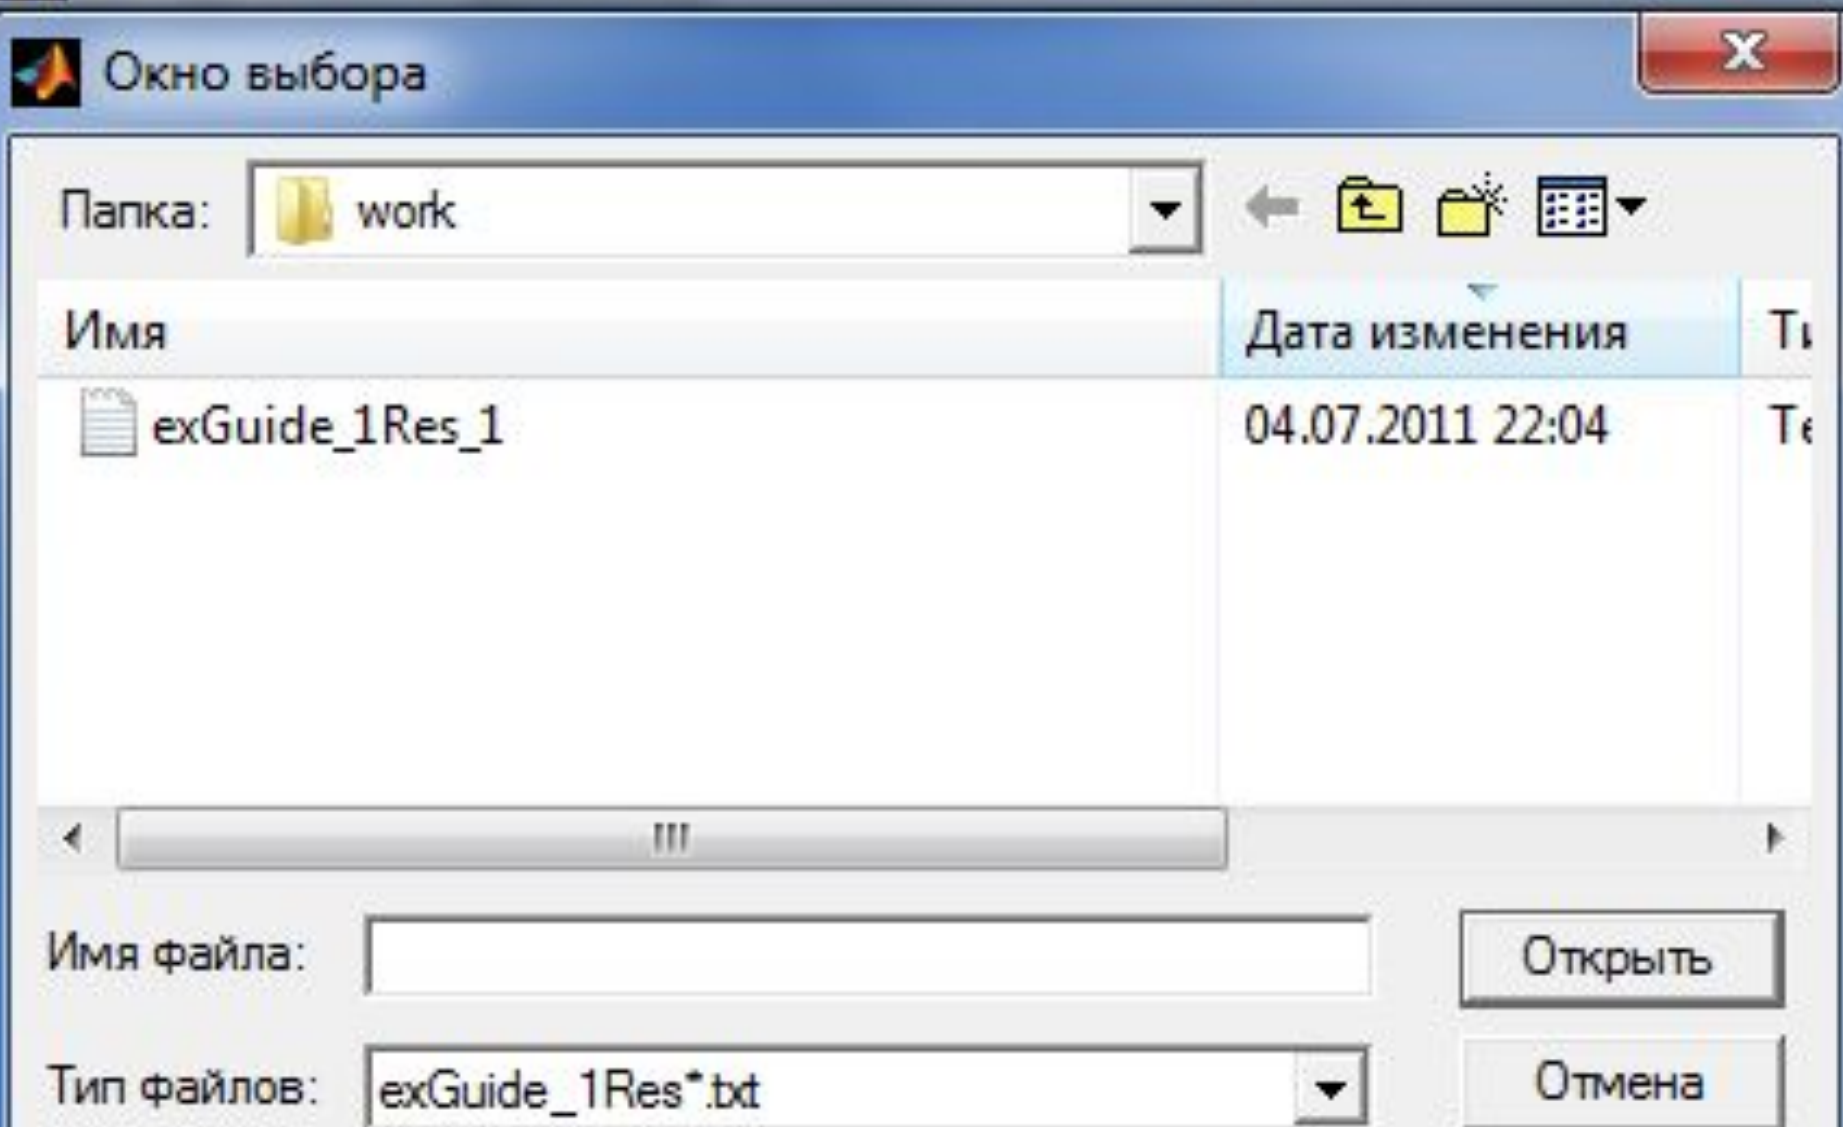 Окно выбора
Папка: work
Имя Дата изменения
exGuide_1Res_1 04.07.2011 22:04
Имя файла: Открыть
Тип файлов: exGuide_1Res*.txt Отмена